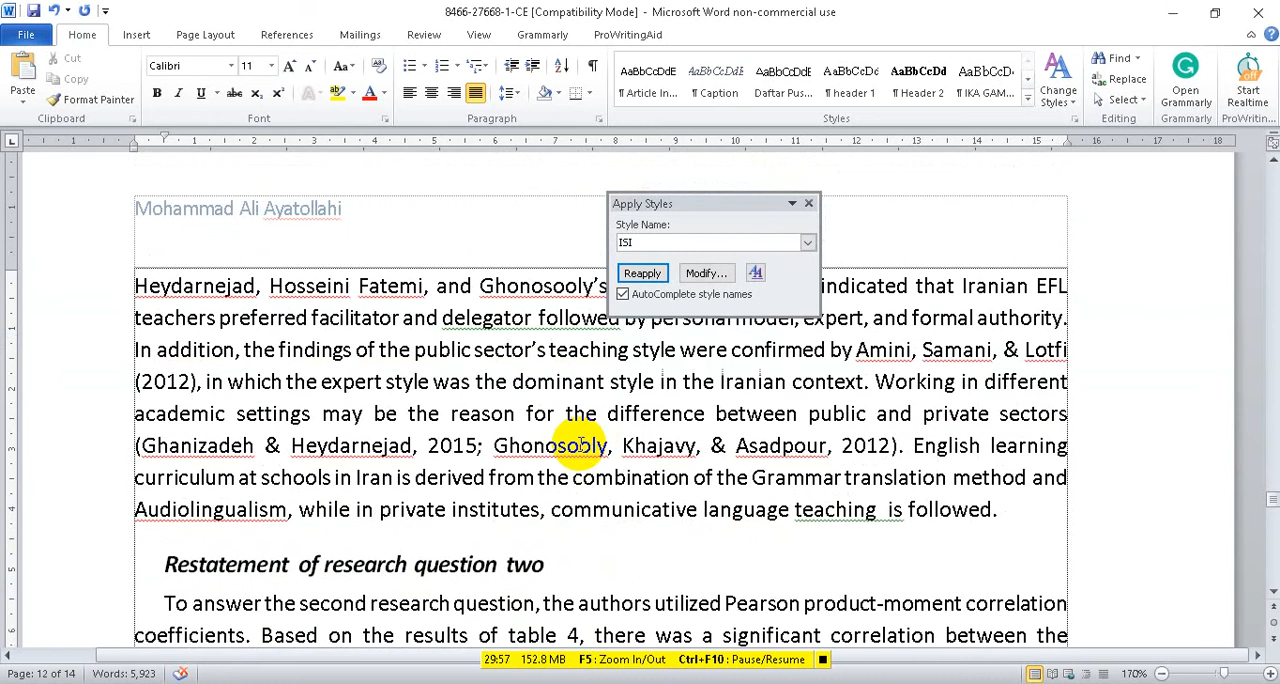 8466-27668-1-CE [Compatibility Mode] - Microsoft Word non-commercial use
File Home Insert Page Layout References Mailings Review View Grammarly ProWritingAid
Paste Cut Copy Format Painter Clipboard
Calibri 11 Font
Paragraph
AaBbCcDdE ¶ Article In... AaBbCcDdE ¶ Caption AaBbCcDdE Daftar Pus... AaBbCcDc ¶ header 1 AaBbCcDd ¶ Header 2 AaBbCcD ¶ IKA GAM...
Change Styles Styles
Find Replace Select Editing
Open Grammarly Grammarly
Start Realtime ProWriting...
Mohammad Ali Ayatollahi
Apply Styles
Style Name:
ISI
Reapply Modify...
AutoComplete style names
Heydarnejad, Hosseini Fatemi, and Ghonosooly's indicated that Iranian EFL
teachers preferred facilitator and delegator followed by personal model, expert, and formal authority.
In addition, the findings of the public sector's teaching style were confirmed by Amini, Samani, & Lotfi
(2012), in which the expert style was the dominant style in the Iranian context. Working in different
academic settings may be the reason for the difference between public and private sectors
(Ghanizadeh & Heydarnejad, 2015; Ghonosooly, Khajavy, & Asadpour, 2012). English learning
curriculum at schools in Iran is derived from the combination of the Grammar translation method and
Audiolingualism, while in private institutes, communicative language teaching is followed.
Restatement of research question two
To answer the second research question, the authors utilized Pearson product-moment correlation
coefficients. Based on the results of table 4, there was a significant correlation between the
29:57 152.8 MB F5 : Zoom In/Out Ctrl+F10 : Pause/Resume
Page: 12 of 14 Words: 5,923 170%